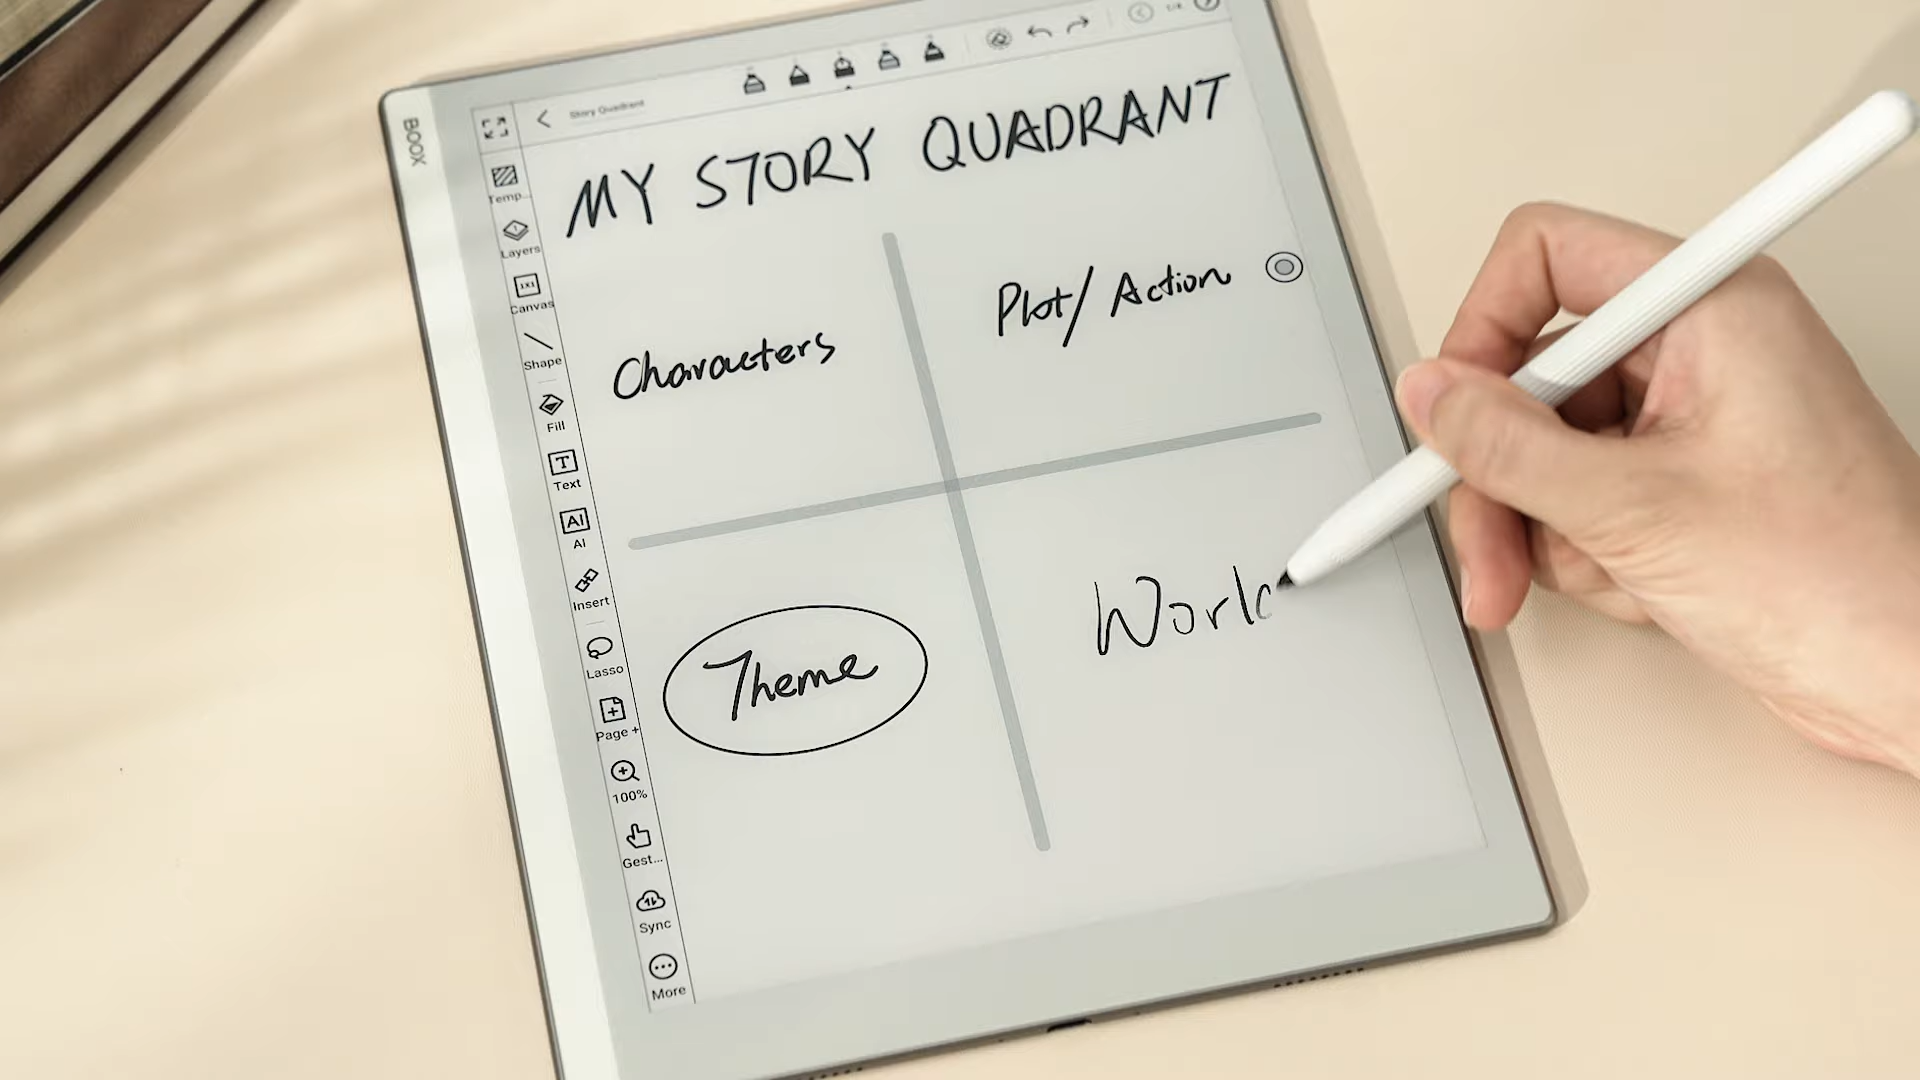 BOOX
Story Quadrant
Temp...
Layers
Canvas
Shape
Fill
Text
AI
AI
Insert
Lasso
Page +
100%
Gest...
Sync
More
MY STORY QUADRANT
Characters
Plot/Action
Theme
Worl